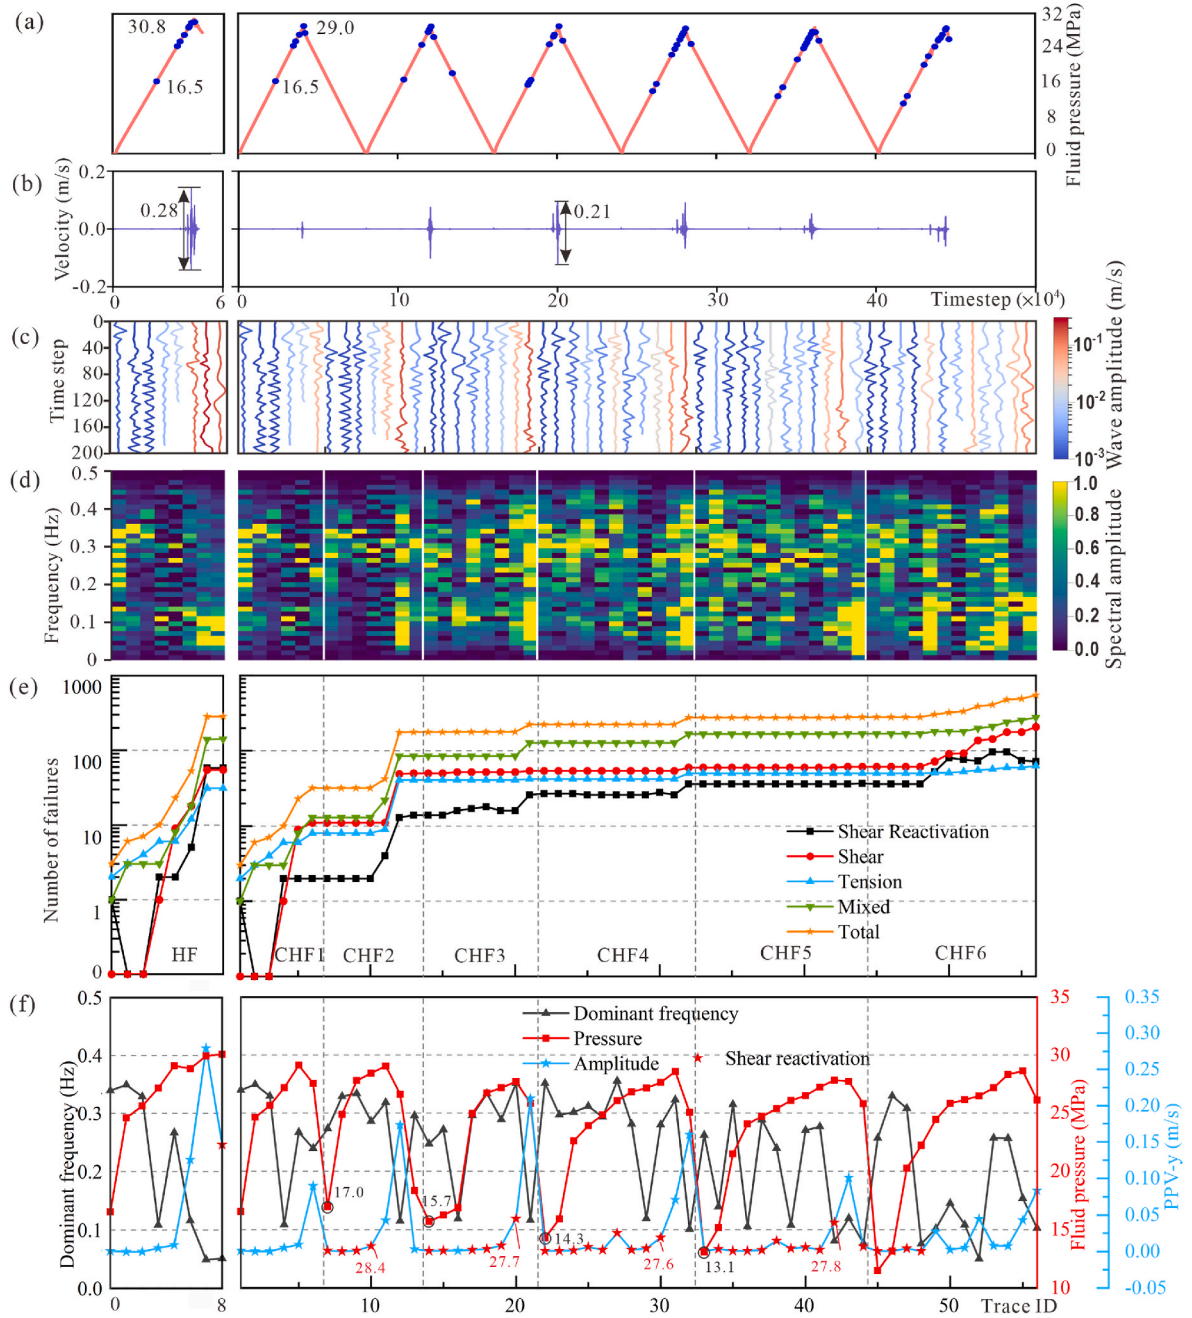 (a)
30.8
16.5
29.0
16.5
32
24
16
8
0
Fluid pressure (MPa)
(b)
Velocity (m/s)
0.2
0.0
-0.2
0.28
0.21
0
6
0
10
20
30
40
Timestep (×10⁴)
(c)
Time step
0
40
80
120
160
200
10⁻¹
10⁻²
10⁻³
Wave amplitude (m/s)
(d)
Frequency (Hz)
0.5
0.4
0.3
0.2
0.1
0
1.0
0.8
0.6
0.4
0.2
0.0
Spectral amplitude
(e)
Number of failures
1000
100
10
1
0
HF
CHF1
CHF2
CHF3
CHF4
CHF5
CHF6
Shear Reactivation
Shear
Tension
Mixed
Total
(f)
Dominant frequency (Hz)
0.5
0.4
0.3
0.2
0.1
0.0
Dominant frequency
Pressure
Amplitude
Shear reactivation
17.0
15.7
14.3
13.1
28.4
27.7
27.6
27.8
35
30
25
20
15
10
Fluid pressure (MPa)
0.35
0.30
0.25
0.20
0.15
0.10
0.05
0.00
-0.05
PPV-y (m/s)
0
8
10
20
30
40
50
Trace ID